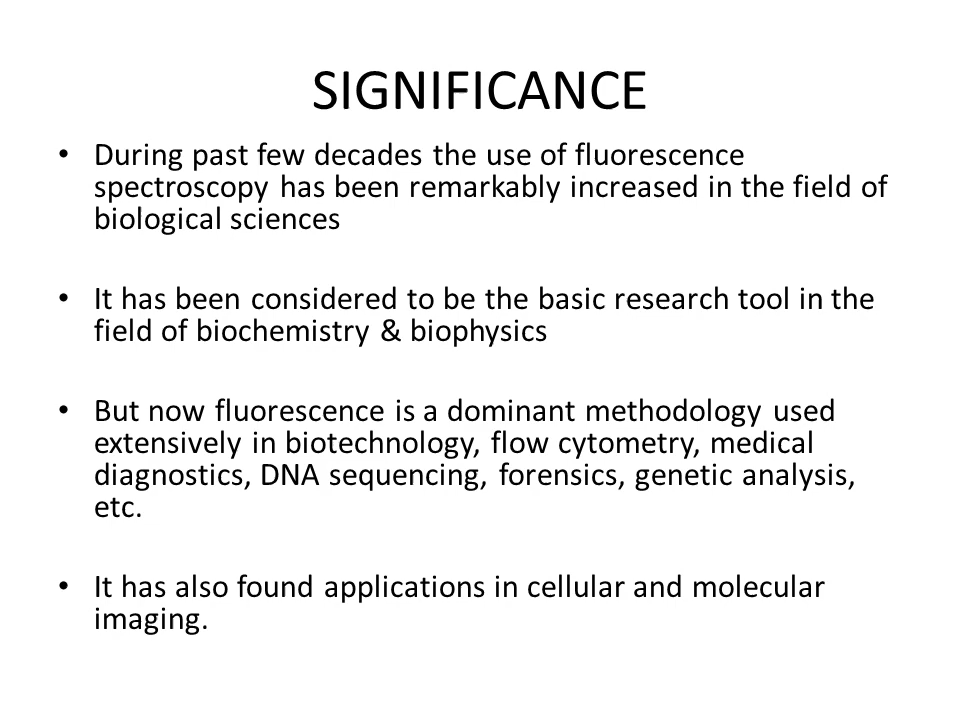 SIGNIFICANCE
• During past few decades the use of fluorescence
spectroscopy has been remarkably increased in the field of
biological sciences
• It has been considered to be the basic research tool in the
field of biochemistry & biophysics
• But now fluorescence is a dominant methodology used
extensively in biotechnology, flow cytometry, medical
diagnostics, DNA sequencing, forensics, genetic analysis,
etc.
• It has also found applications in cellular and molecular
imaging.